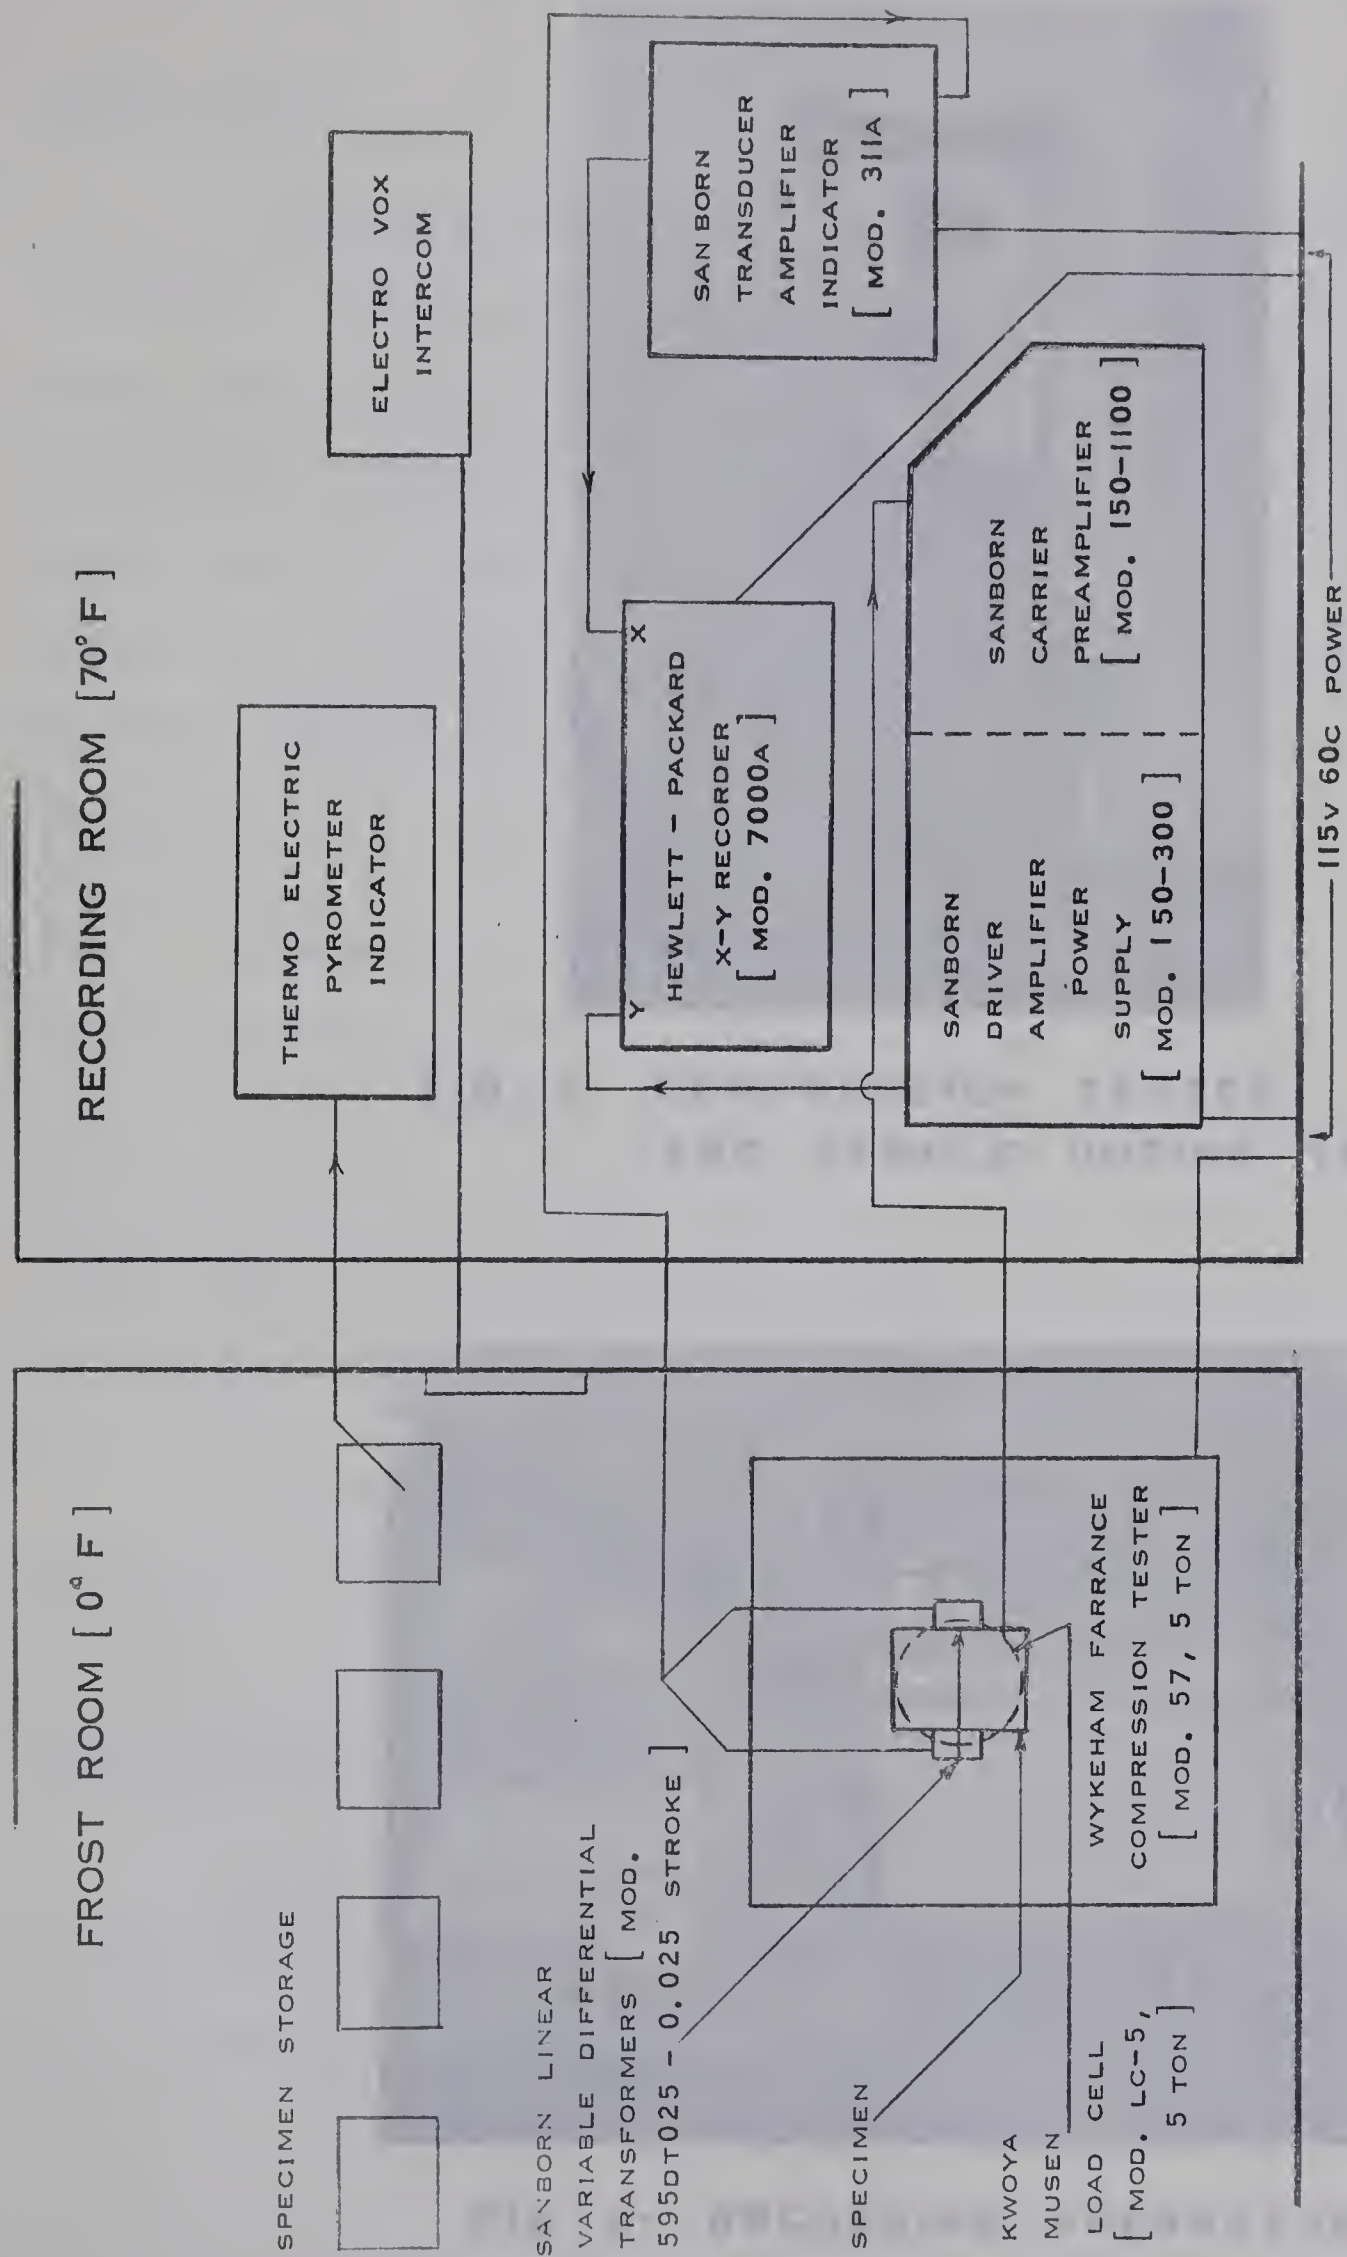 FROST ROOM [0°F]
RECORDING ROOM [70°F]
SPECIMEN STORAGE
THERMO ELECTRIC
PYROMETER
INDICATOR
ELECTRO VOX
INTERCOM
SANBORN LINEAR
VARIABLE DIFFERENTIAL
TRANSFORMERS [MOD.
595DT025 - 0.025 STROKE]
SPECIMEN
KWOYA
MUSEN
LOAD CELL
[MOD. LC-5,
5 TON]
WYKEHAM FARRANCE
COMPRESSION TESTER
[MOD. 57, 5 TON]
Y
X
HEWLETT - PACKARD
X-Y RECORDER
[MOD. 7000A]
SAN BORN
TRANSDUCER
AMPLIFIER
INDICATOR
[MOD. 311A]
SANBORN
DRIVER
AMPLIFIER
POWER
SUPPLY
[MOD. 150-300]
SANBORN
CARRIER
PREAMPLIFIER
[MOD. 150-1100]
115V 60C POWER